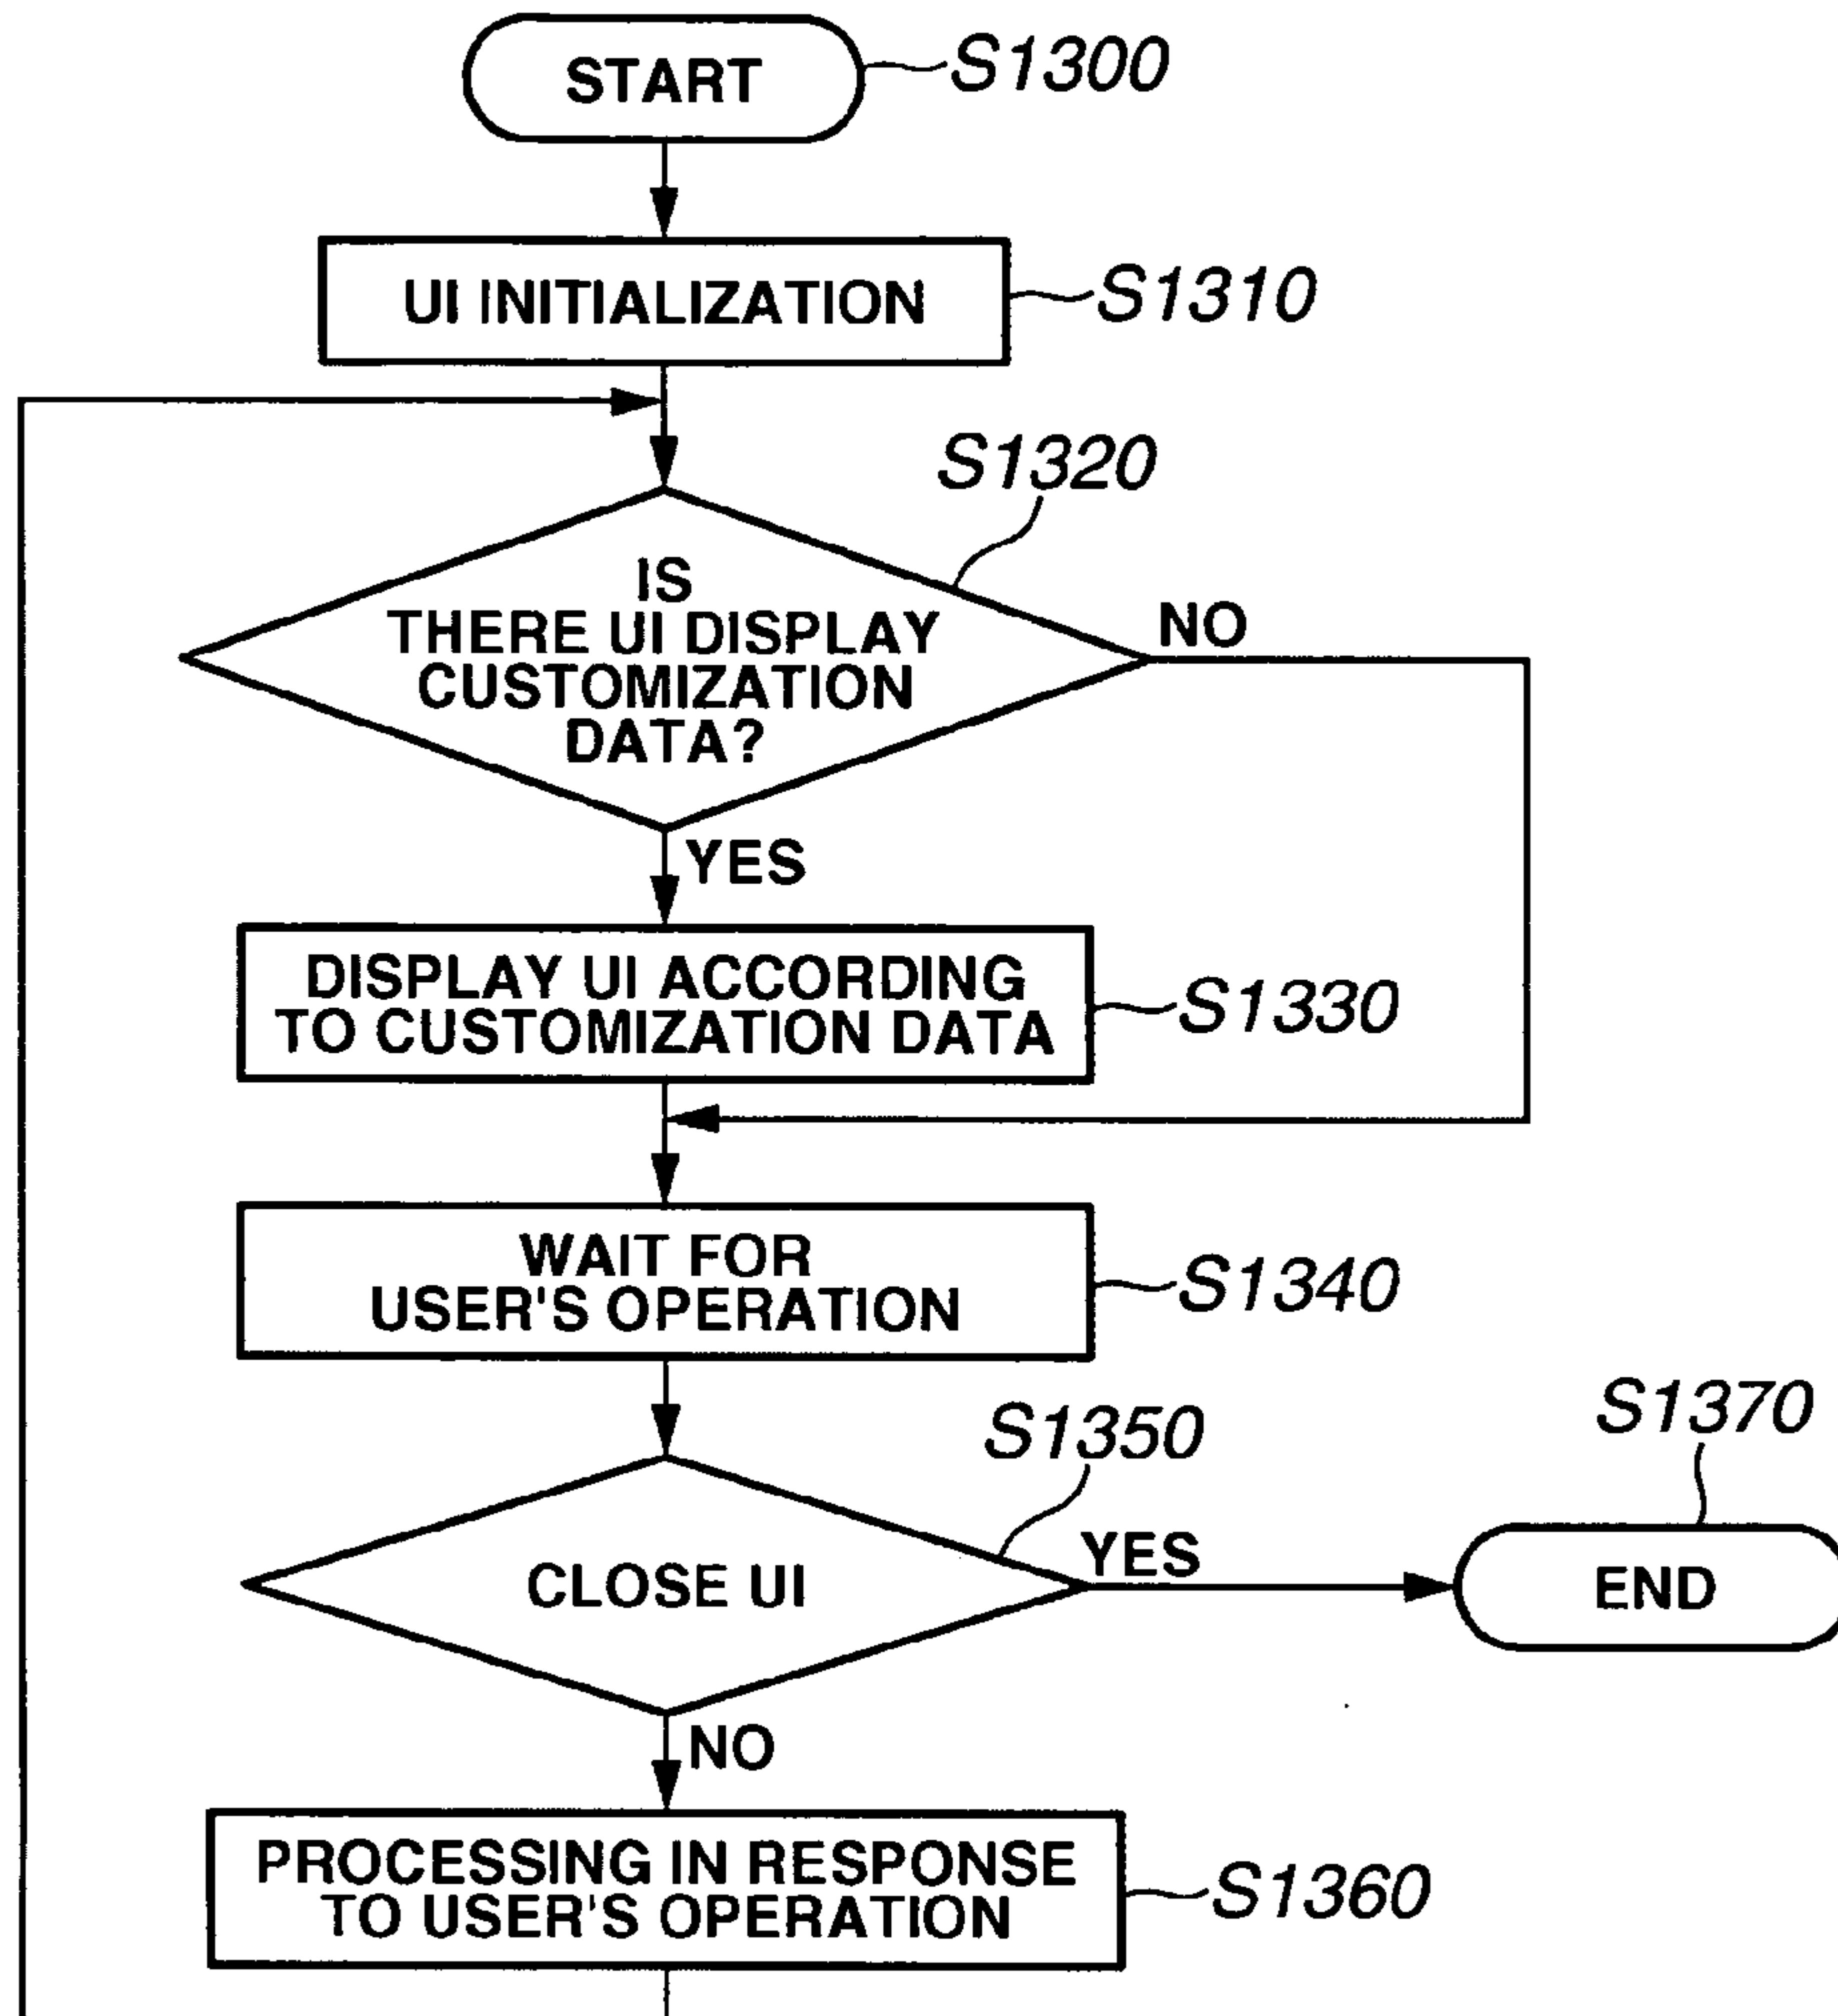 START
S1300
UI INITIALIZATION
S1310
S1320
IS
THERE UI DISPLAY
CUSTOMIZATION
DATA?
NO
YES
DISPLAY UI ACCORDING
TO CUSTOMIZATION DATA
S1330
WAIT FOR
USER'S OPERATION
S1340
S1350
S1370
CLOSE UI
YES
END
NO
PROCESSING IN RESPONSE
TO USER'S OPERATION
S1360